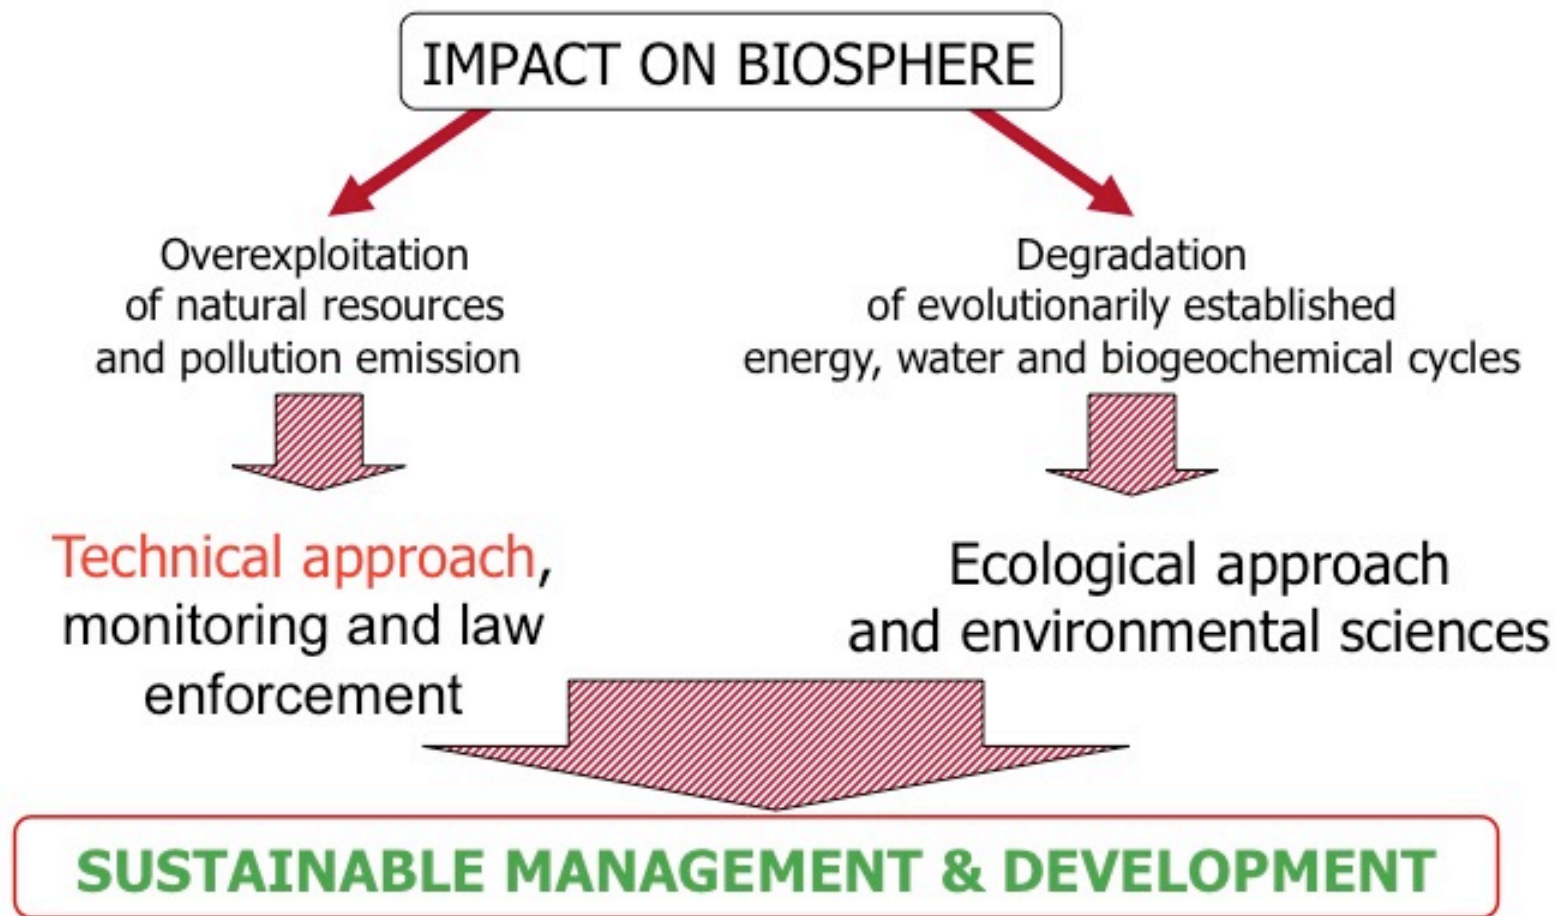 IMPACT ON BIOSPHERE
Overexploitation
of natural resources
and pollution emission
Degradation
of evolutionarily established
energy, water and biogeochemical cycles
Technical approach,
monitoring and law
enforcement
Ecological approach
and environmental sciences
SUSTAINABLE MANAGEMENT & DEVELOPMENT